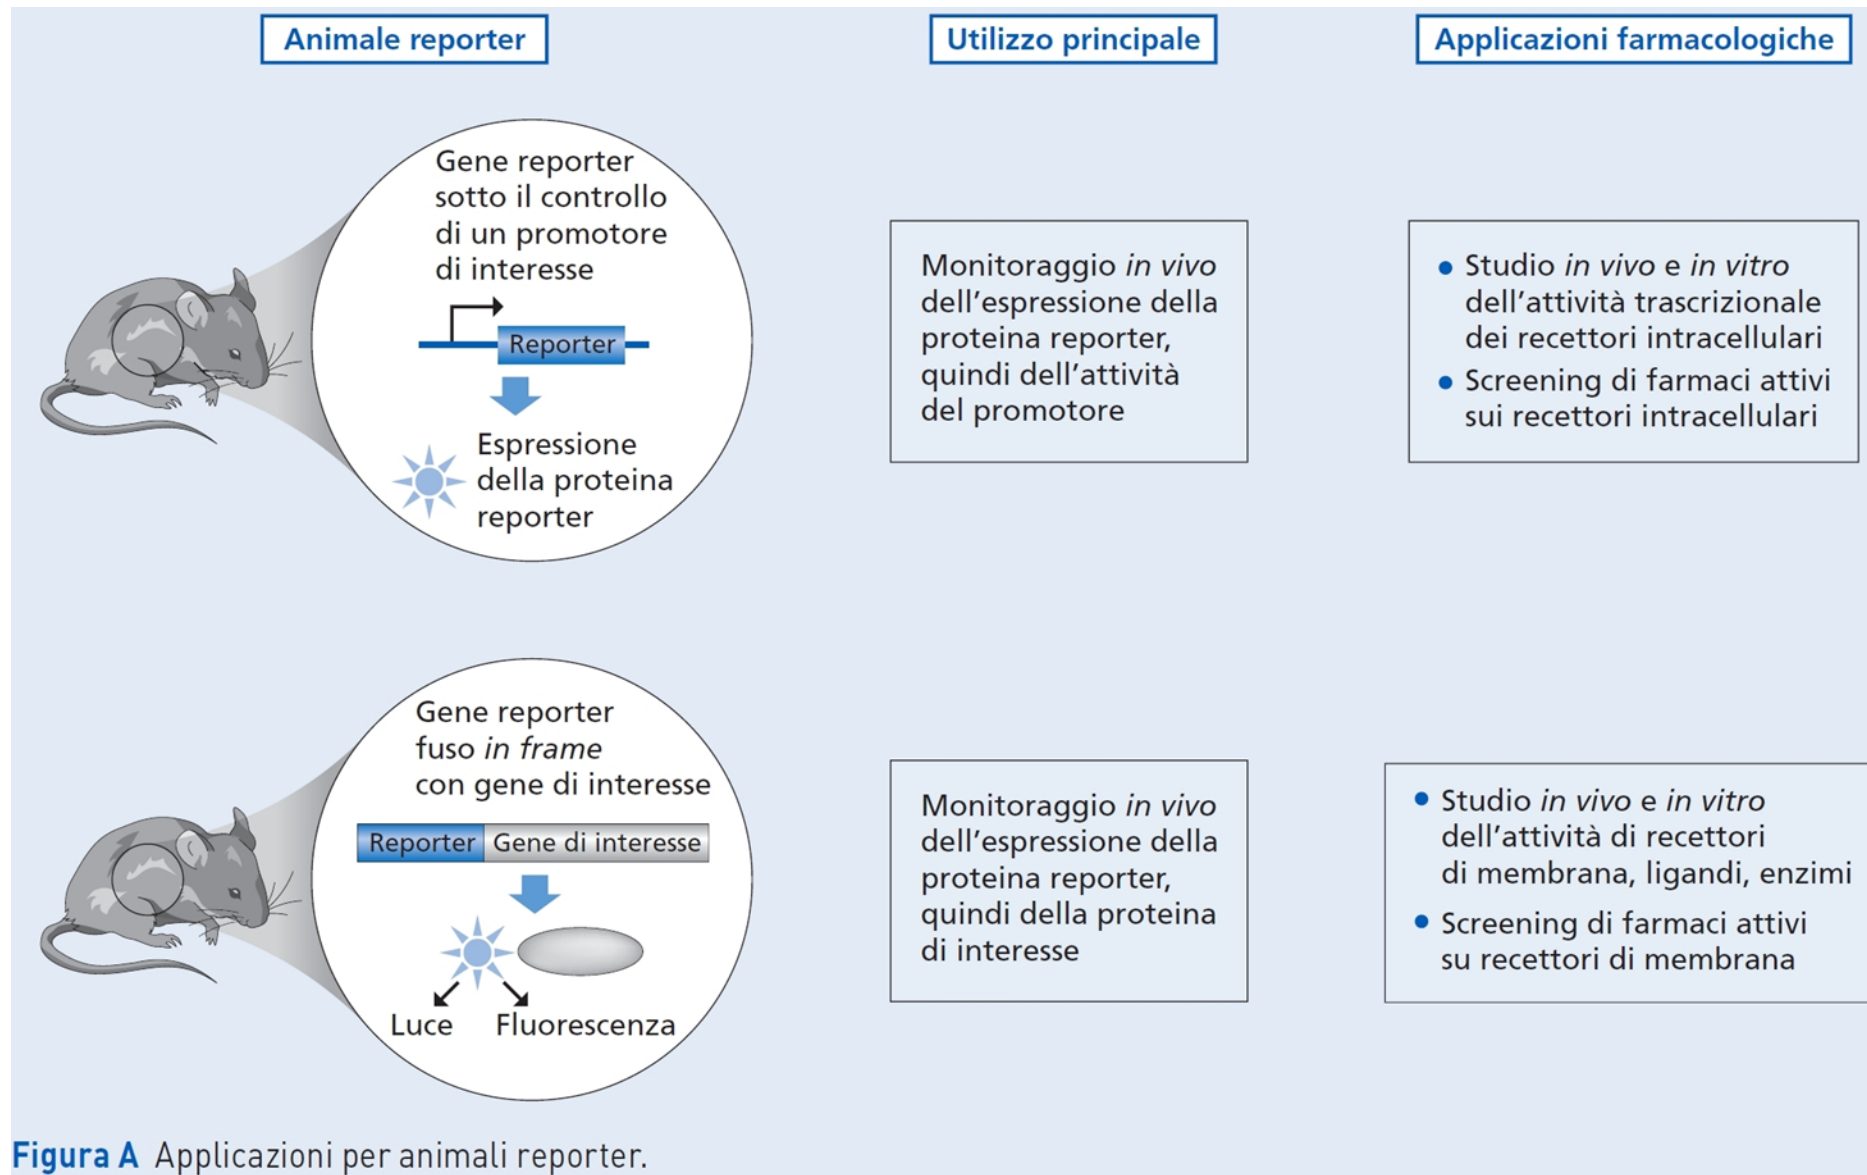 Animale reporter
Utilizzo principale
Applicazioni farmacologiche
Gene reporter
sotto il controllo
di un promotore
di interesse
Reporter
Espressione
della proteina
reporter
Monitoraggio in vivo
dell'espressione della
proteina reporter,
quindi dell'attività
del promotore
• Studio in vivo e in vitro
dell'attività trascrizionale
dei recettori intracellulari
• Screening di farmaci attivi
sui recettori intracellulari
Gene reporter
fuso in frame
con gene di interesse
Reporter
Gene di interesse
Luce
Fluorescenza
Monitoraggio in vivo
dell'espressione della
proteina reporter,
quindi della proteina
di interesse
• Studio in vivo e in vitro
dell'attività di recettori
di membrana, ligandi, enzimi
• Screening di farmaci attivi
su recettori di membrana
Figura A Applicazioni per animali reporter.